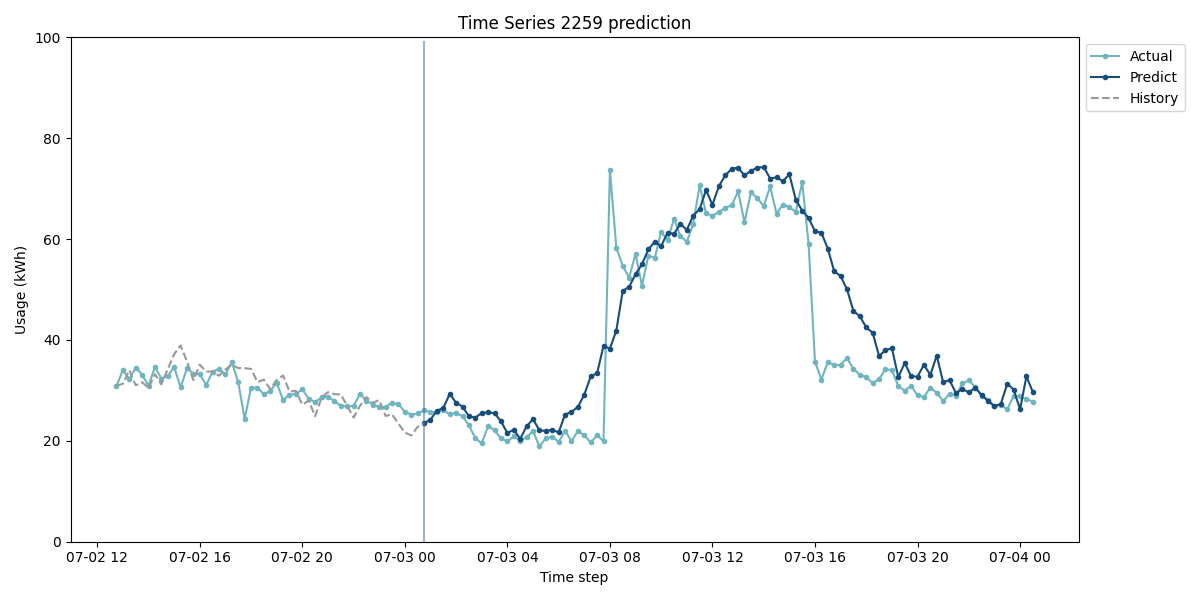 Time Series 2259 prediction
Actual
Predict
History
Usage (kWh)
100
80
60
40
20
0
07-02 12
07-02 16
07-02 20
07-03 00
07-03 04
07-03 08
07-03 12
07-03 16
07-03 20
07-04 00
Time step